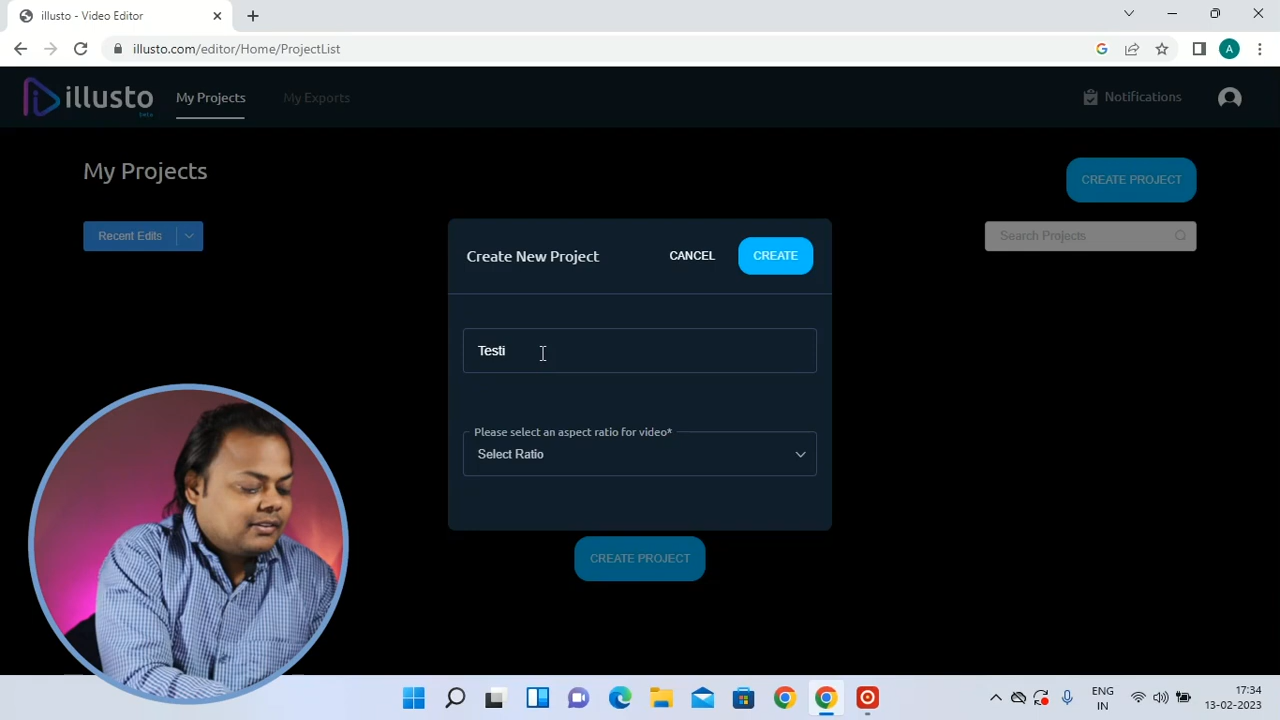 illusto - Video Editor
illusto.com/editor/Home/ProjectList
A
illusto
beta
My Projects
My Exports
Notifications
My Projects
CREATE PROJECT
Recent Edits
Search Projects
Create New Project
CANCEL
CREATE
Testi
Please select an aspect ratio for video*
Select Ratio
CREATE PROJECT
ENG
IN
17:34
13-02-2023